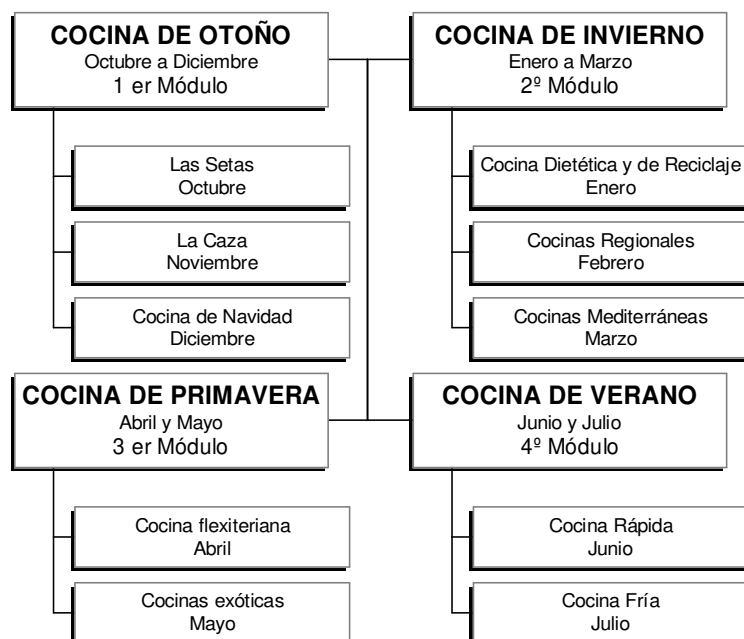 COCINA DE OTOÑO
Octubre a Diciembre
1 er Módulo
Las Setas
Octubre
La Caza
Noviembre
Cocina de Navidad
Diciembre
COCINA DE INVIERNO
Enero a Marzo
2º Módulo
Cocina Dietética y de Reciclaje
Enero
Cocinas Regionales
Febrero
Cocinas Mediterráneas
Marzo
COCINA DE PRIMAVERA
Abril y Mayo
3 er Módulo
Cocina flexiteriana
Abril
Cocinas exóticas
Mayo
COCINA DE VERANO
Junio y Julio
4º Módulo
Cocina Rápida
Junio
Cocina Fría
Julio